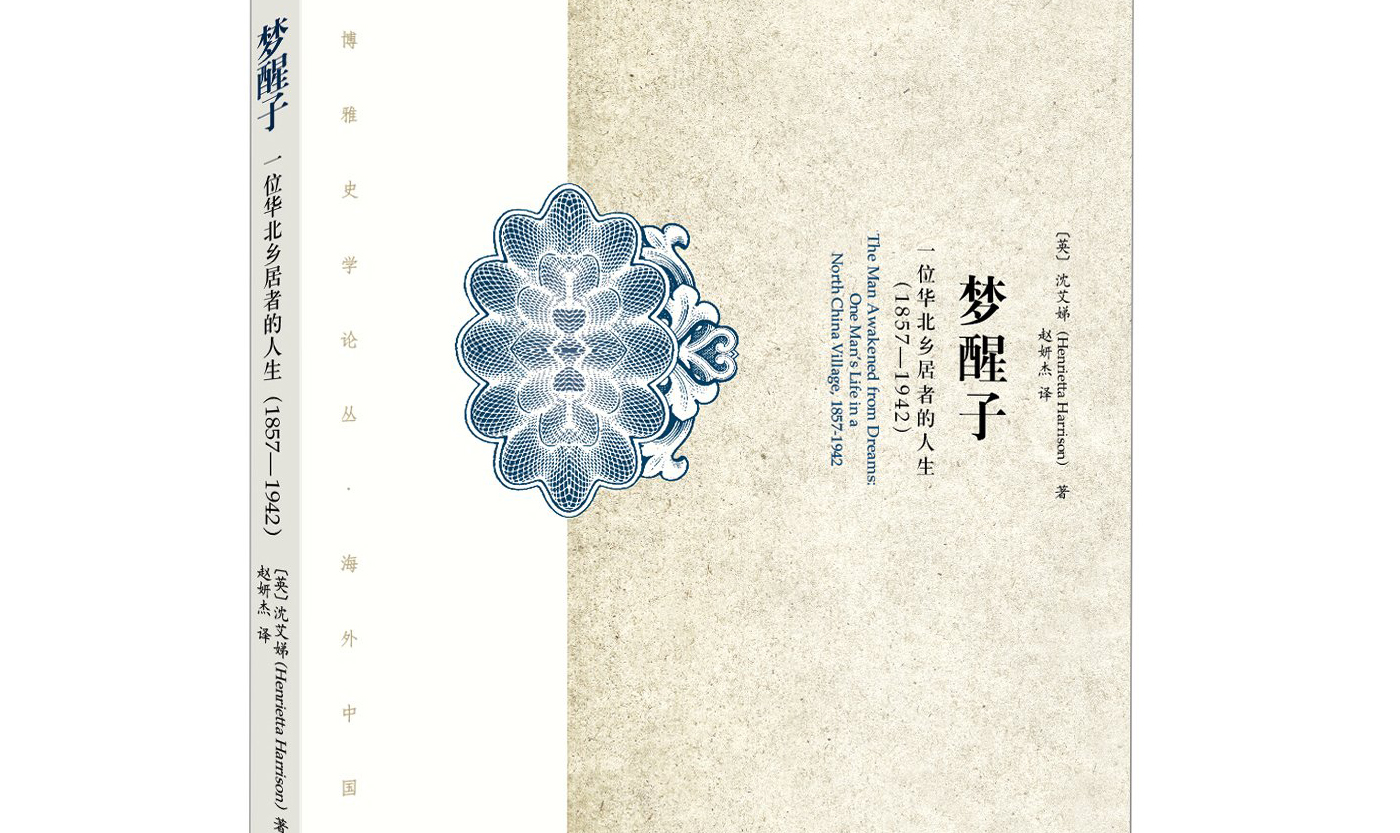 梦醒子
一位华北乡居者的人生（1857—1942）
[英] 沈艾娣 (Henrietta Harrison) 著
赵妍杰 译
博雅史学论丛·海外中国
[英] 沈艾娣 (Henrietta Harrison) 著
赵妍杰 译
梦醒子
一位华北乡居者的人生
（1857—1942）
The Man Awakened from Dreams:
One Man's Life in a
North China Village, 1857-1942